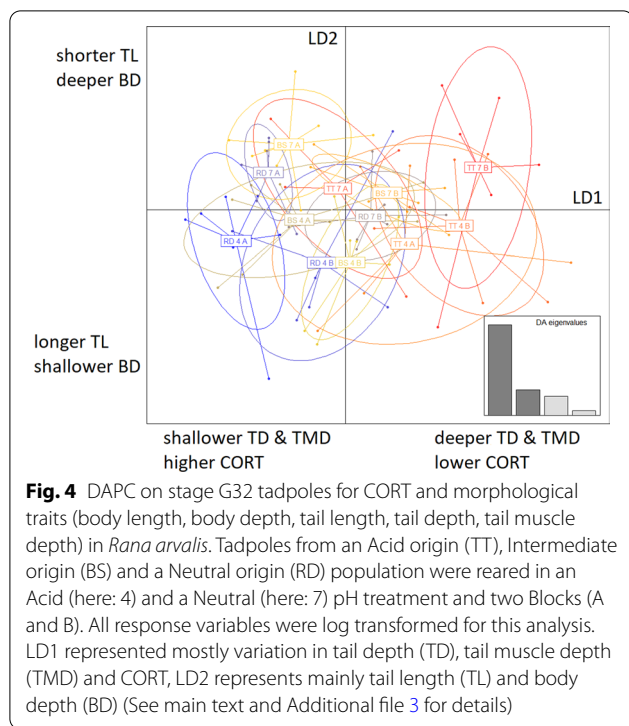 shorter TL
deeper BD
LD2
BS 7 A
RD 7 A
TT 7 B
TT 7 A
BS 7 B
LD1
BS 4 A
RD 7 B
TT 4 B
RD 4 A
TT 4 A
RD 4 B
BS 4 B
DA eigenvalues
longer TL
shallower BD
shallower TD & TMD
higher CORT
deeper TD & TMD
lower CORT
Fig. 4 DAPC on stage G32 tadpoles for CORT and morphological
traits (body length, body depth, tail length, tail depth, tail muscle
depth) in Rana arvalis. Tadpoles from an Acid origin (TT), Intermediate
origin (BS) and a Neutral origin (RD) population were reared in an
Acid (here: 4) and a Neutral (here: 7) pH treatment and two Blocks (A
and B). All response variables were log transformed for this analysis.
LD1 represented mostly variation in tail depth (TD), tail muscle depth
(TMD) and CORT, LD2 represents mainly tail length (TL) and body
depth (BD) (See main text and Additional file 3 for details)